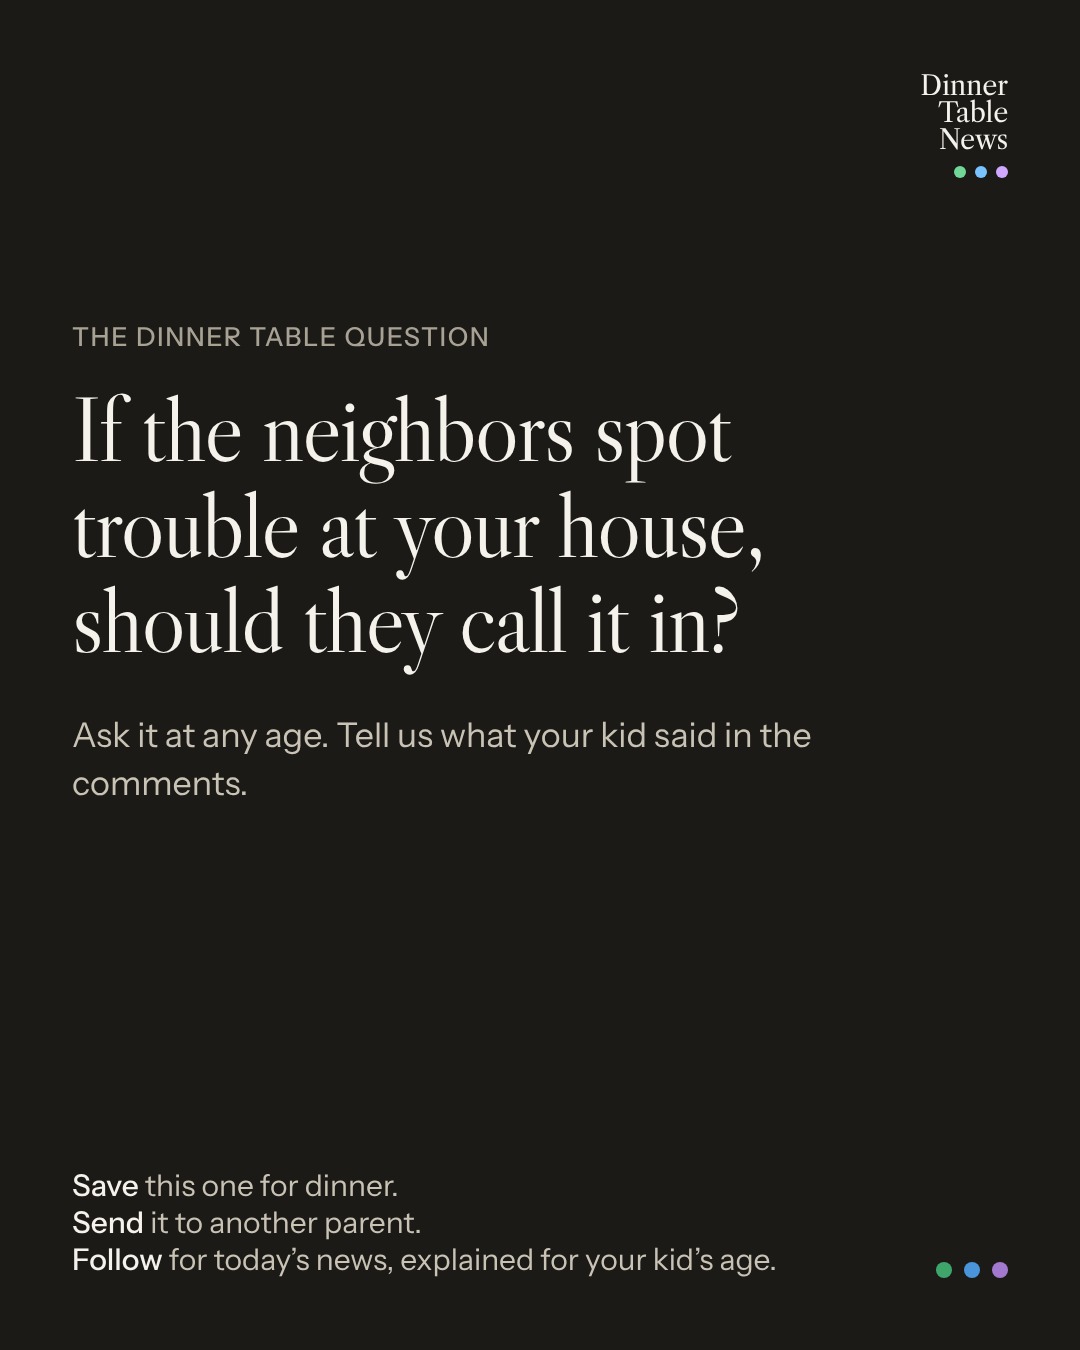 Dinner
Table
News
THE DINNER TABLE QUESTION
If the neighbors spot
trouble at your house,
should they call it in?
Ask it at any age. Tell us what your kid said in the
comments.
Save this one for dinner.
Send it to another parent.
Follow for today’s news, explained for your kid’s age.